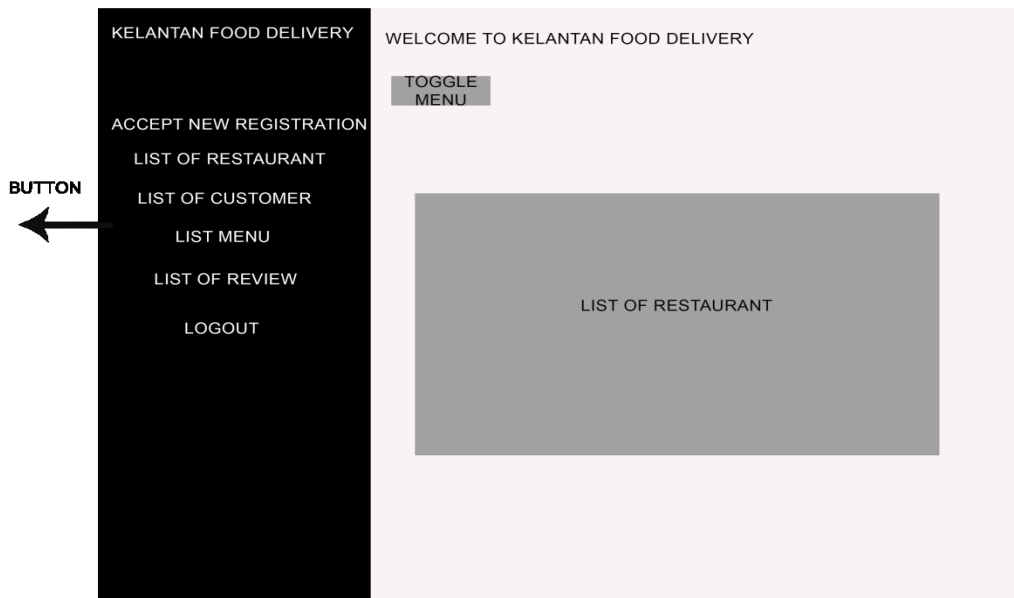 KELANTAN FOOD DELIVERY
WELCOME TO KELANTAN FOOD DELIVERY
TOGGLE
MENU
ACCEPT NEW REGISTRATION
LIST OF RESTAURANT
BUTTON
LIST OF CUSTOMER
LIST MENU
LIST OF REVIEW
LOGOUT
LIST OF RESTAURANT